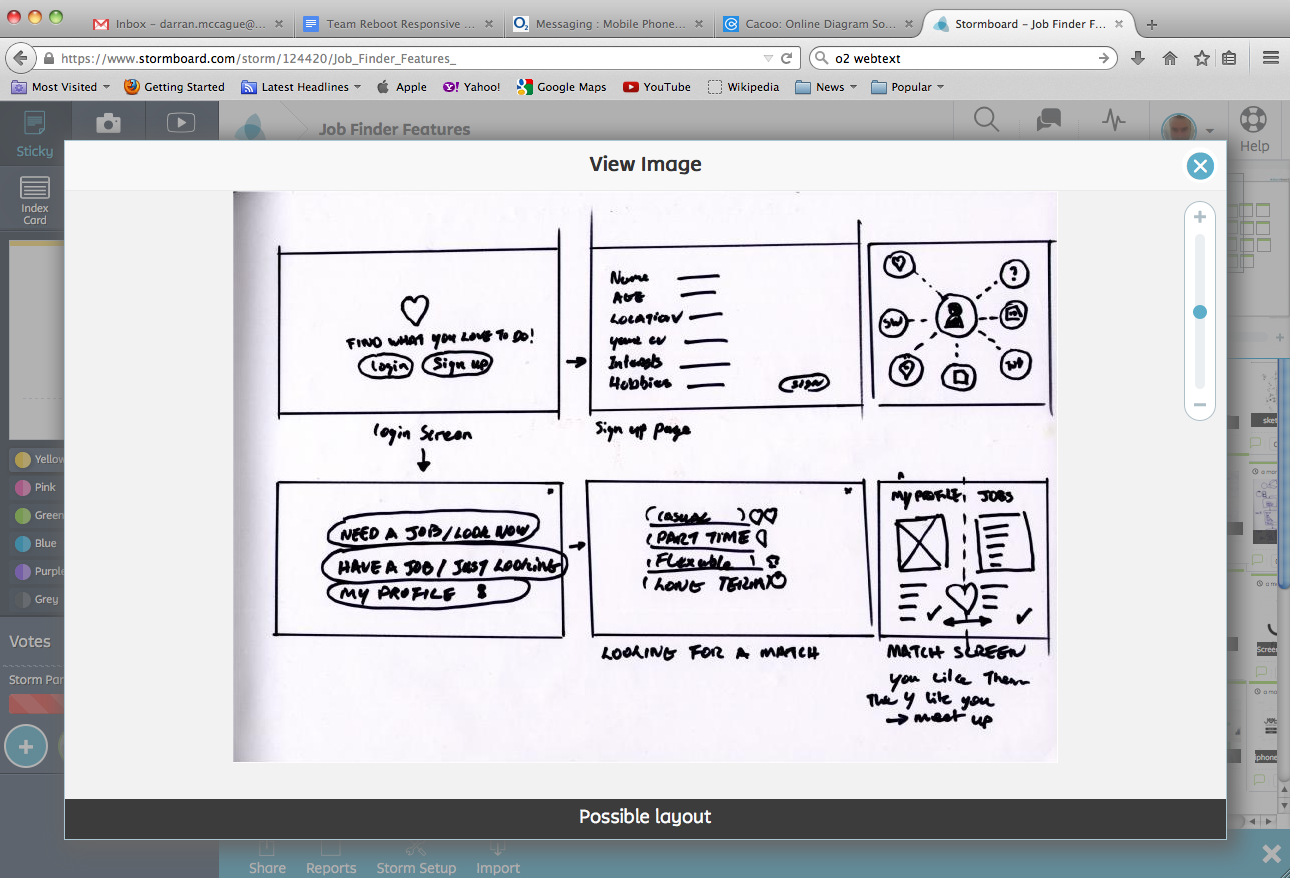 Inbox – darran.mccague@...
Team Reboot Responsive ...
Messaging : Mobile Phone...
Cacoo: Online Diagram So...
Stormboard – Job Finder F...
https://www.stormboard.com/storm/124420/Job_Finder_Features_
o2 webtext
Most Visited
Getting Started
Latest Headlines
Apple
Yahoo!
Google Maps
YouTube
Wikipedia
News
Popular
Job Finder Features
Sticky
Help
Index
Card
View Image
FIND WHAT YOU LOVE TO DO!
Login
Sign up
Login Screen
Name
AGE
LOCATION
your cv
Interests
Hobbies
SIGN
Sign up page
?
NEED A JOB/LOOK NOW
HAVE A JOB/ JUST LOOKING
MY PROFILE
Casual
PART TIME
Flexable
LONG TERM
LOOKING FOR A MATCH
MY PROFILE
JOBS
MATCH SCREEN
you like Them
The Y like you
→ meet up
Possible layout
Yellow
Pink
Green
Blue
Purple
Grey
Votes
Storm Par
Share
Reports
Storm Setup
Import